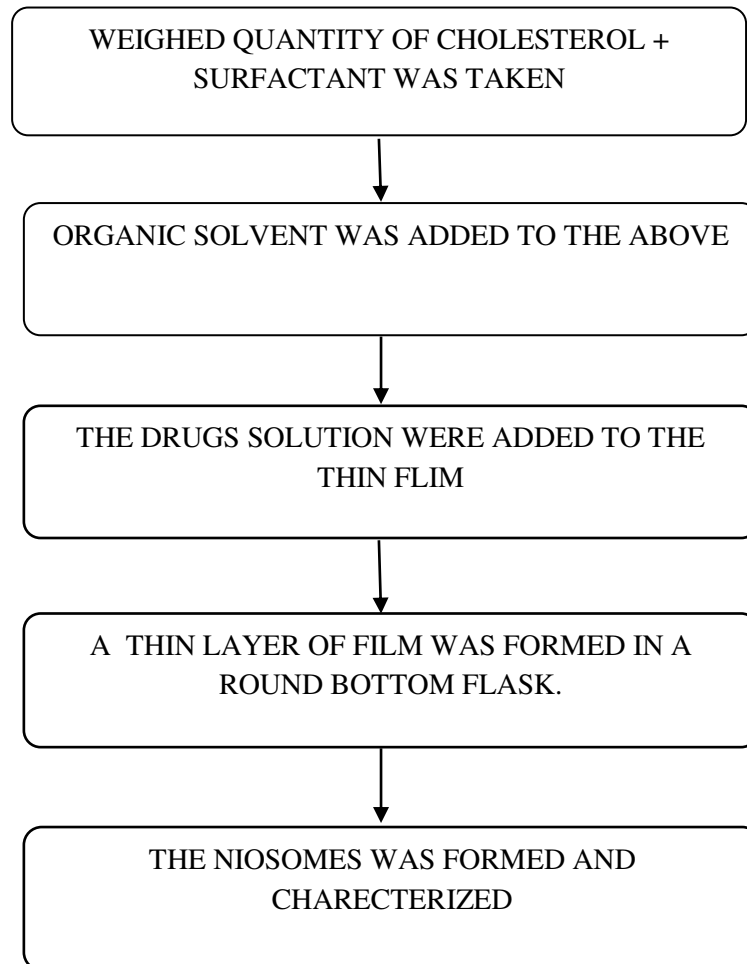 WEIGHED QUANTITY OF CHOLESTEROL +
SURFACTANT WAS TAKEN
ORGANIC SOLVENT WAS ADDED TO THE ABOVE
THE DRUGS SOLUTION WERE ADDED TO THE
THIN FLIM
A THIN LAYER OF FILM WAS FORMED IN A
ROUND BOTTOM FLASK.
THE NIOSOMES WAS FORMED AND
CHARECTERIZED